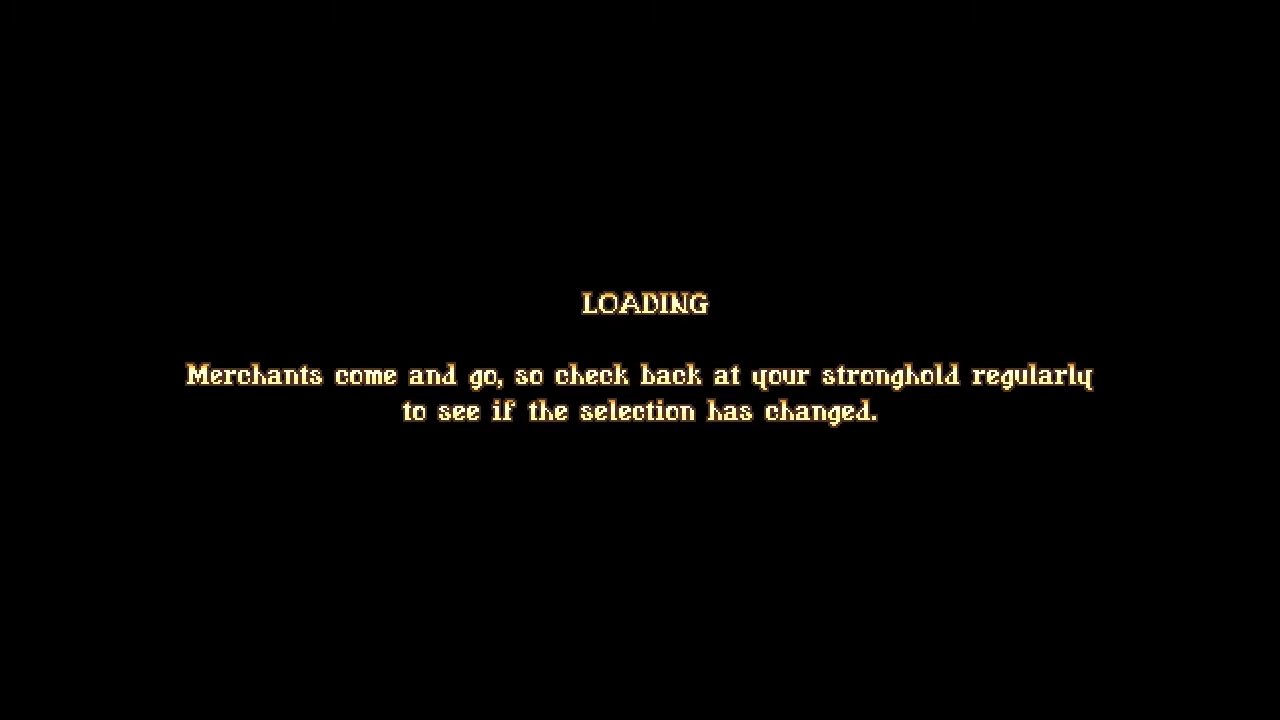 LOADING
Merchants come and go, so check back at your stronghold regularly
to see if the selection has changed.